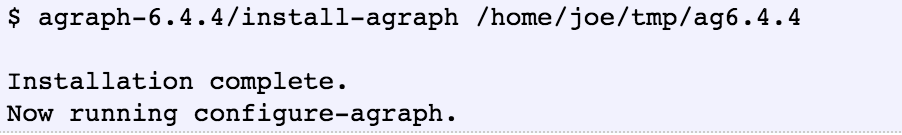 $ agraph-6.4.4/install-agraph /home/joe/tmp/ag6.4.4
Installation complete.
Now running configure-agraph.